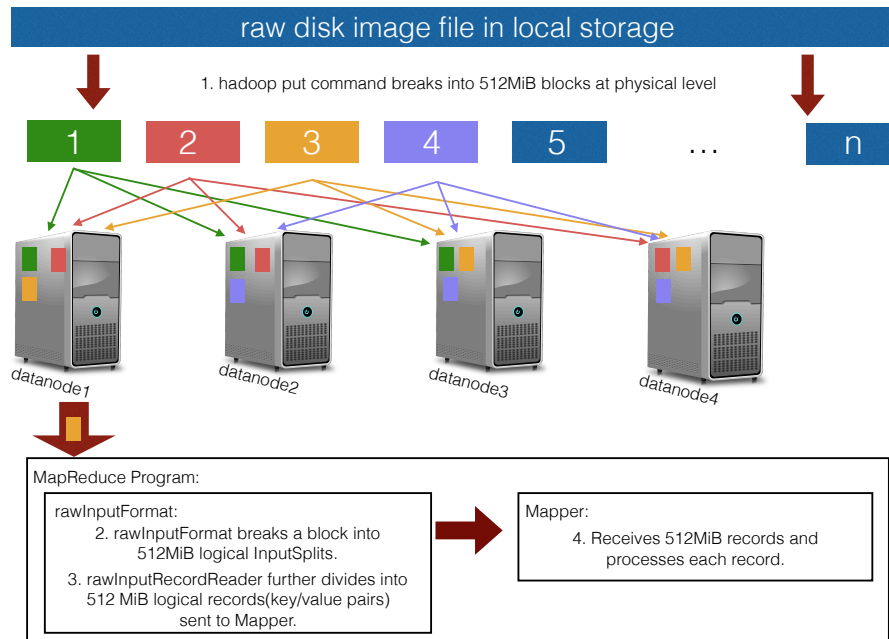 raw disk image file in local storage
1. hadoop put command breaks into 512MiB blocks at physical level
1 2 3 4 5 ... n
datanode1 datanode2 datanode3 datanode4
MapReduce Program:
rawInputFormat:
2. rawInputFormat breaks a block into
512MiB logical InputSplits.
3. rawInputRecordReader further divides into
512 MiB logical records(key/value pairs)
sent to Mapper.
Mapper:
4. Receives 512MiB records and
processes each record.